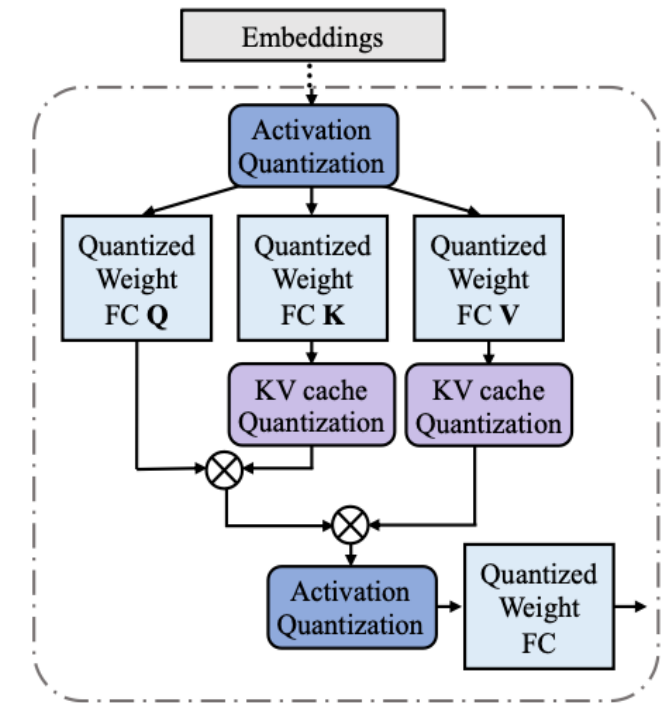 Embeddings
Activation
Quantization
Quantized
Weight
FC Q
Quantized
Weight
FC K
Quantized
Weight
FC V
KV cache
Quantization
KV cache
Quantization
Activation
Quantization
Quantized
Weight
FC